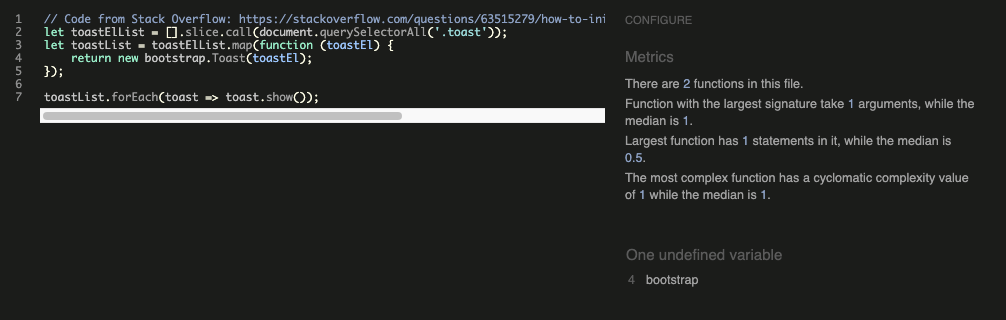 1 // Code from Stack Overflow: https://stackoverflow.com/questions/63515279/how-to-ini
2 let toastElList = [].slice.call(document.querySelectorAll('.toast'));
3 let toastList = toastElList.map(function (toastEl) {
4     return new bootstrap.Toast(toastEl);
5 });
6
7 toastList.forEach(toast => toast.show());
CONFIGURE
Metrics
There are 2 functions in this file.
Function with the largest signature take 1 arguments, while the
median is 1.
Largest function has 1 statements in it, while the median is
0.5.
The most complex function has a cyclomatic complexity value
of 1 while the median is 1.
One undefined variable
4 bootstrap